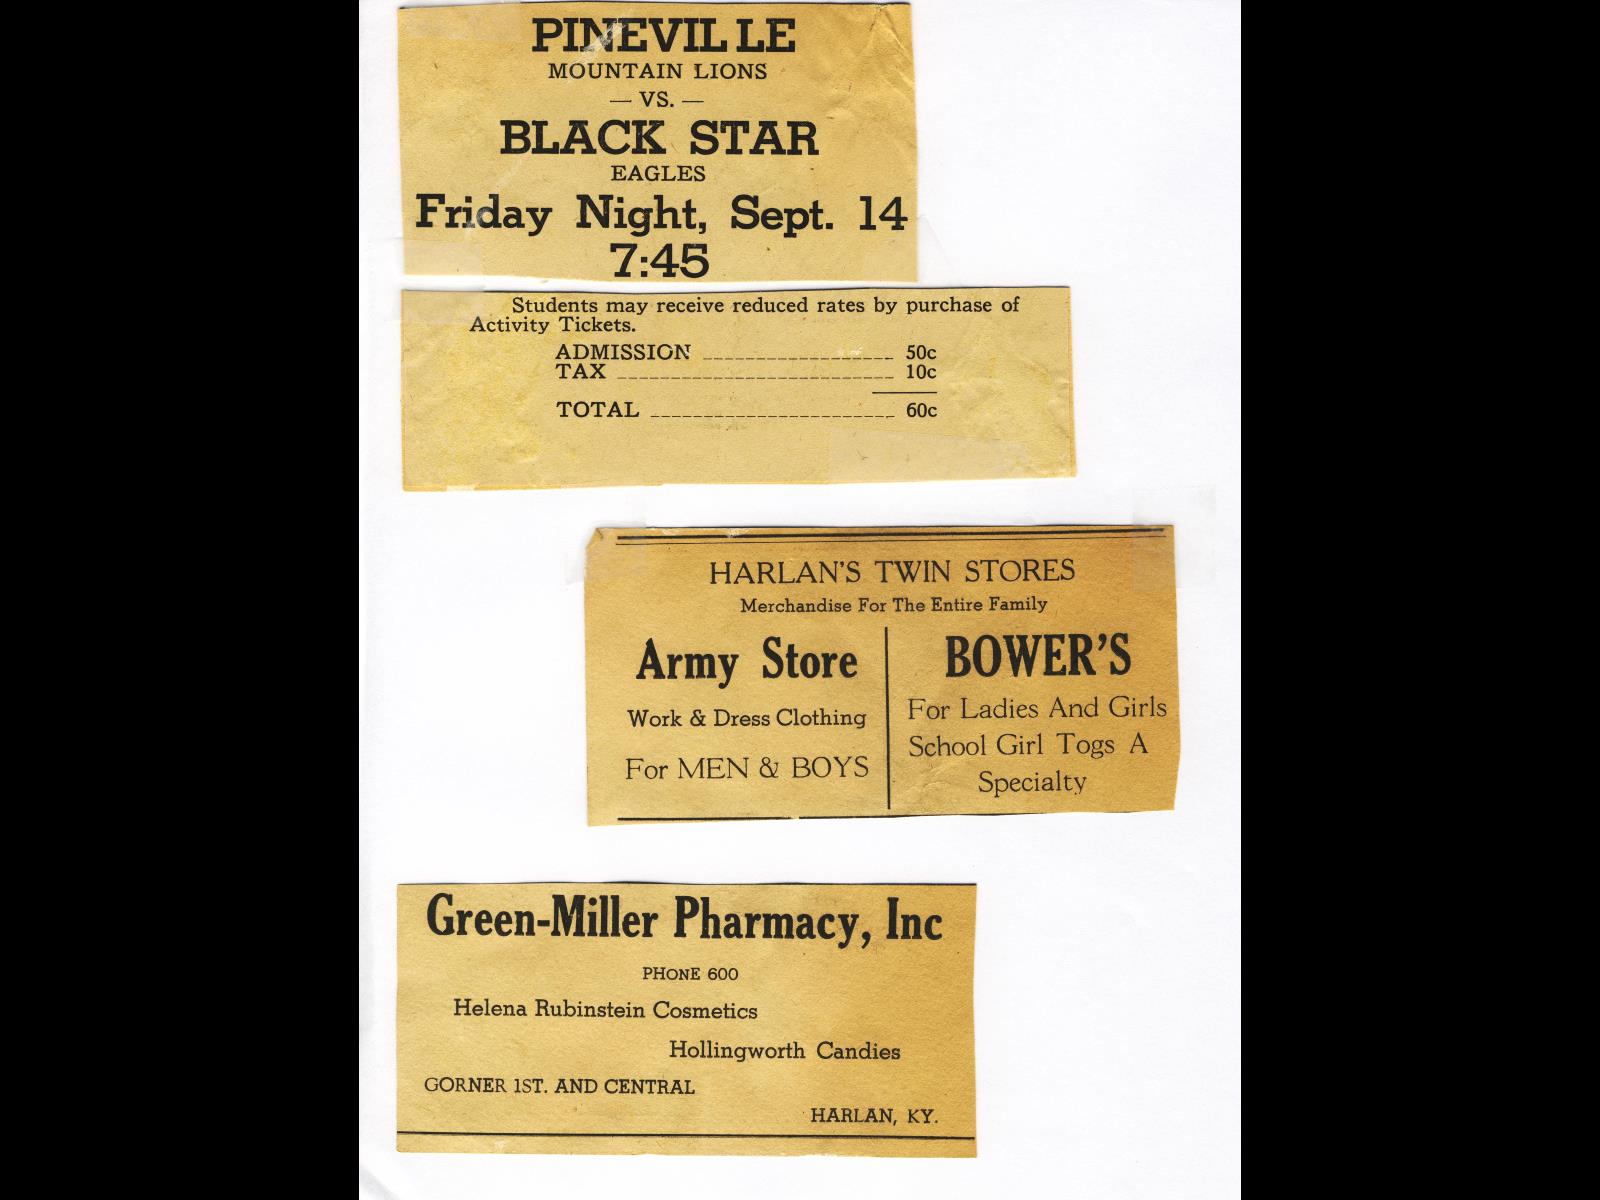 PINEVILLE
MOUNTAIN LIONS
— VS. —
BLACK STAR
EAGLES
Friday Night, Sept. 14
7:45
Students may receive reduced rates by purchase of
Activity Tickets.
ADMISSION ____________________ 50c
TAX ____________________________ 10c
TOTAL _________________________ 60c
HARLAN'S TWIN STORES
Merchandise For The Entire Family
Army Store
Work & Dress Clothing
For MEN & BOYS
BOWER'S
For Ladies And Girls
School Girl Togs A
Specialty
Green-Miller Pharmacy, Inc
PHONE 600
Helena Rubinstein Cosmetics
Hollingworth Candies
GORNER 1ST. AND CENTRAL
HARLAN, KY.